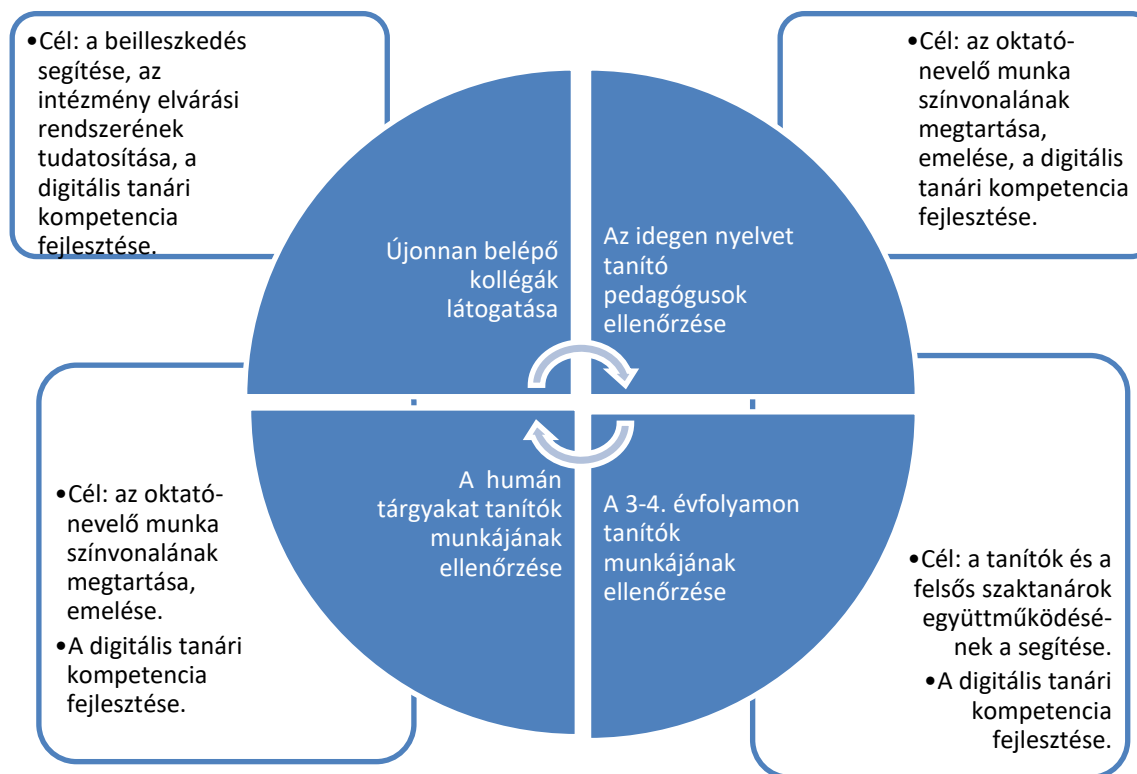 •Cél: a beilleszkedés
segítése, az
intézmény elvárási
rendszerének
tudatosítása, a
digitális tanári
kompetencia
fejlesztése.
•Cél: az oktató-
nevelő munka
színvonalának
megtartása,
emelése, a digitális
tanári kompetencia
fejlesztése.
Újonnan belépő
kollégák
látogatása
Az idegen nyelvet
tanító
pedagógusok
ellenőrzése
A humán
tárgyakat tanítók
munkájának
ellenőrzése
A 3-4. évfolyamon
tanítók
munkájának
ellenőrzése
•Cél: az oktató-
nevelő munka
színvonalának
megtartása,
emelése.
•A digitális tanári
kompetencia
fejlesztése.
•Cél: a tanítók és a
felsős szaktanárok
együttműködésé-
nek a segítése.
•A digitális tanári
kompetencia
fejlesztése.